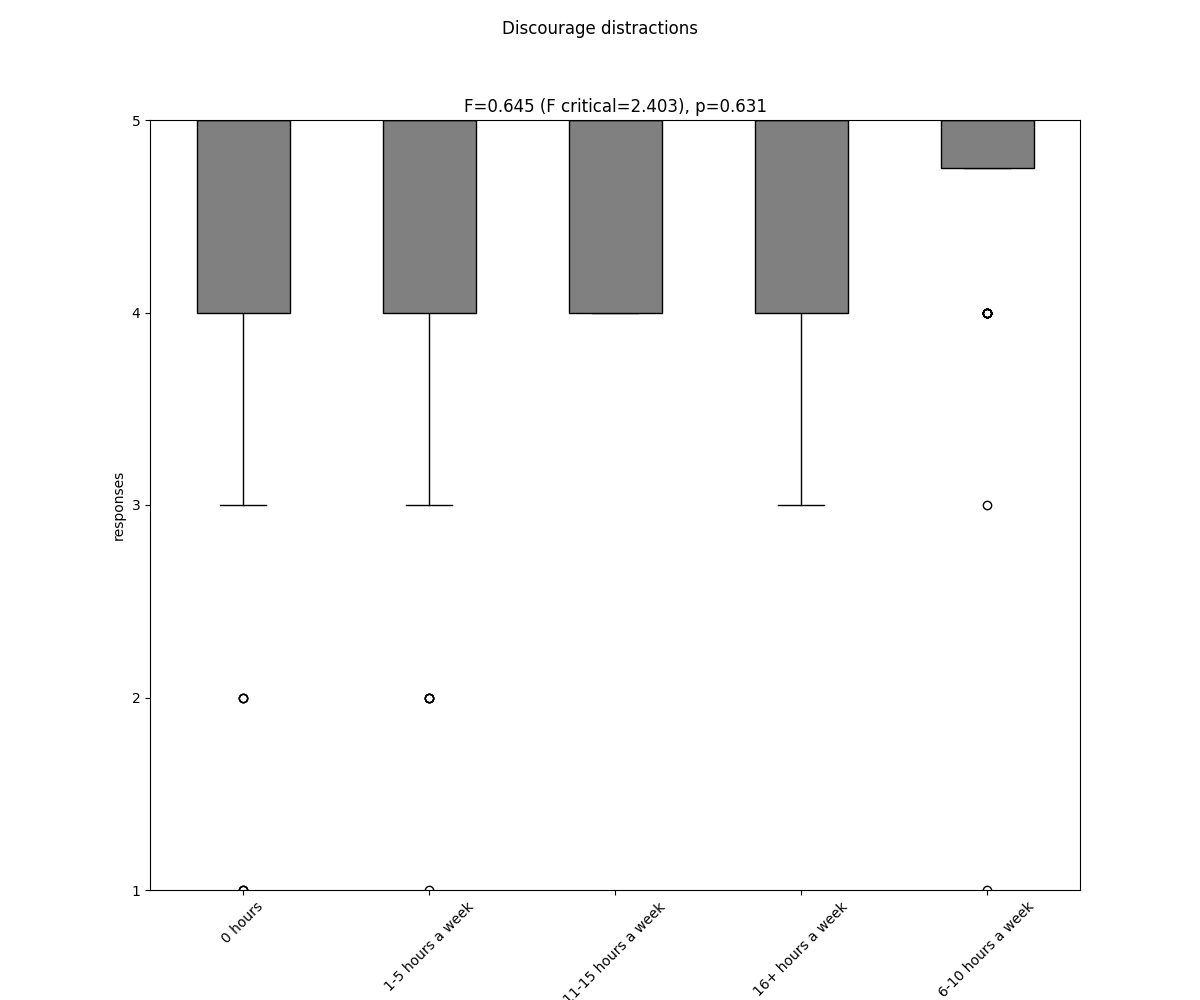 Discourage distractions
F=0.645 (F critical=2.403), p=0.631
5
4
3
2
1
responses
0 hours
1-5 hours a week
11-15 hours a week
16+ hours a week
6-10 hours a week